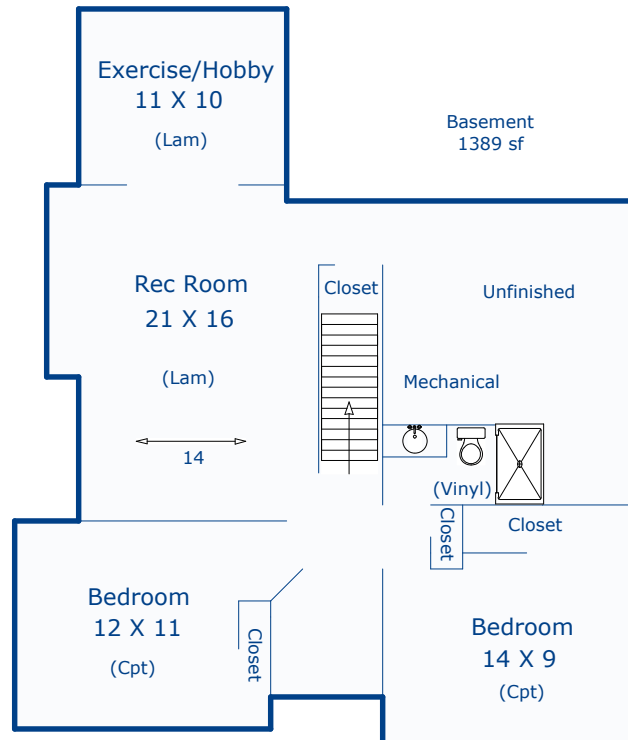 Exercise/Hobby
11 X 10
(Lam)
Basement
1389 sf
Rec Room
21 X 16
(Lam)
14
Closet
Unfinished
Mechanical
(Vinyl)
Closet
Closet
Bedroom
12 X 11
(Cpt)
Closet
Bedroom
14 X 9
(Cpt)